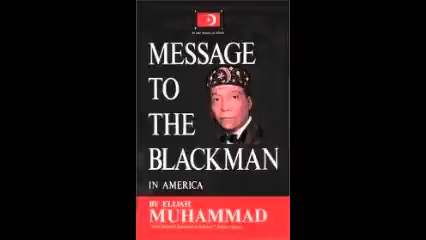 MESSAGE
TO
THE
BLACKMAN
IN AMERICA
BY ELIJAH
MUHAMMAD